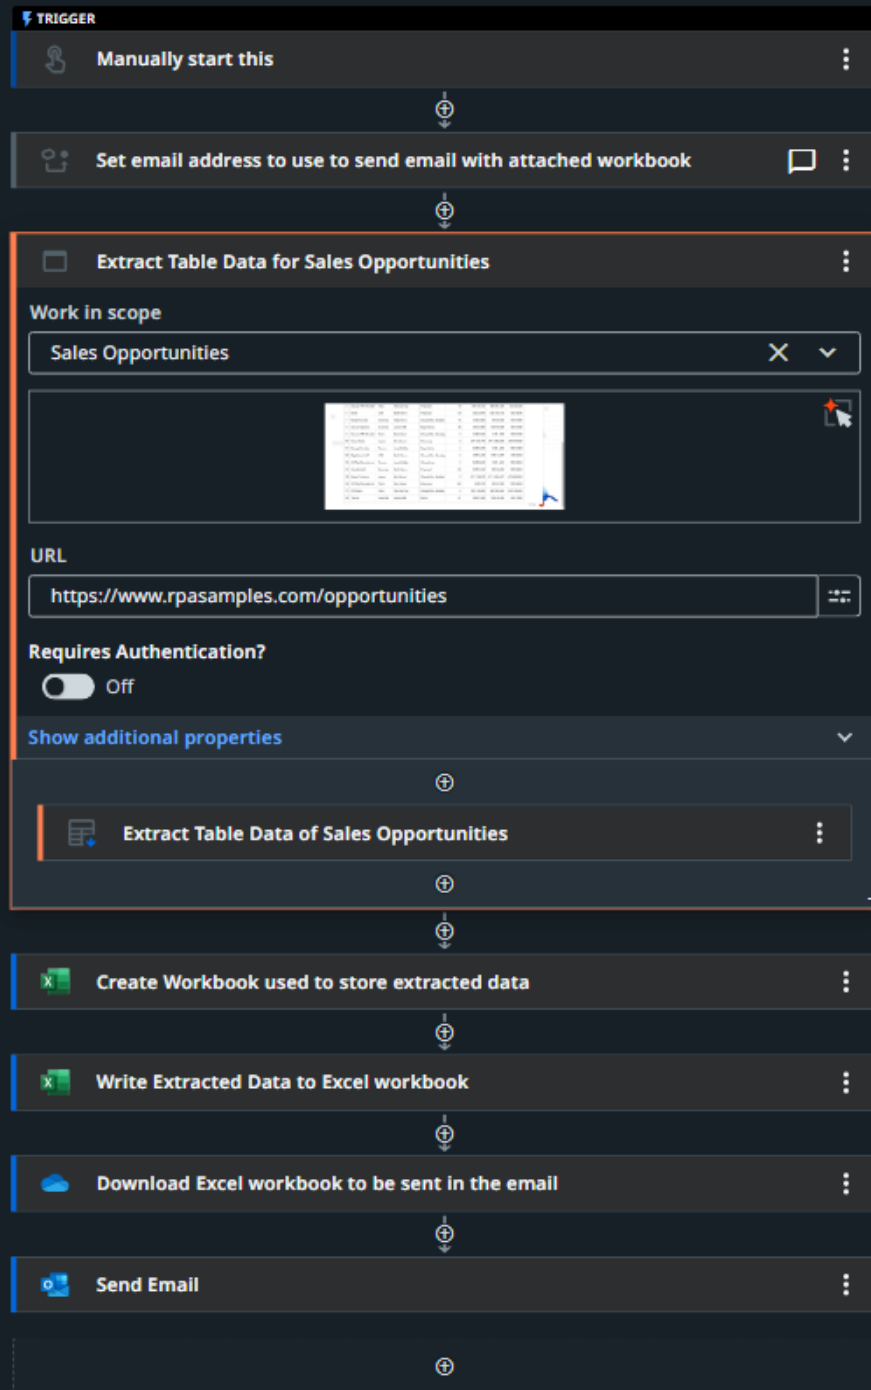 TRIGGER
Manually start this
Set email address to use to send email with attached workbook
Extract Table Data for Sales Opportunities
Work in scope
Sales Opportunities
URL
https://www.rpasamples.com/opportunities
Requires Authentication?
Off
Show additional properties
Extract Table Data of Sales Opportunities
Create Workbook used to store extracted data
Write Extracted Data to Excel workbook
Download Excel workbook to be sent in the email
Send Email